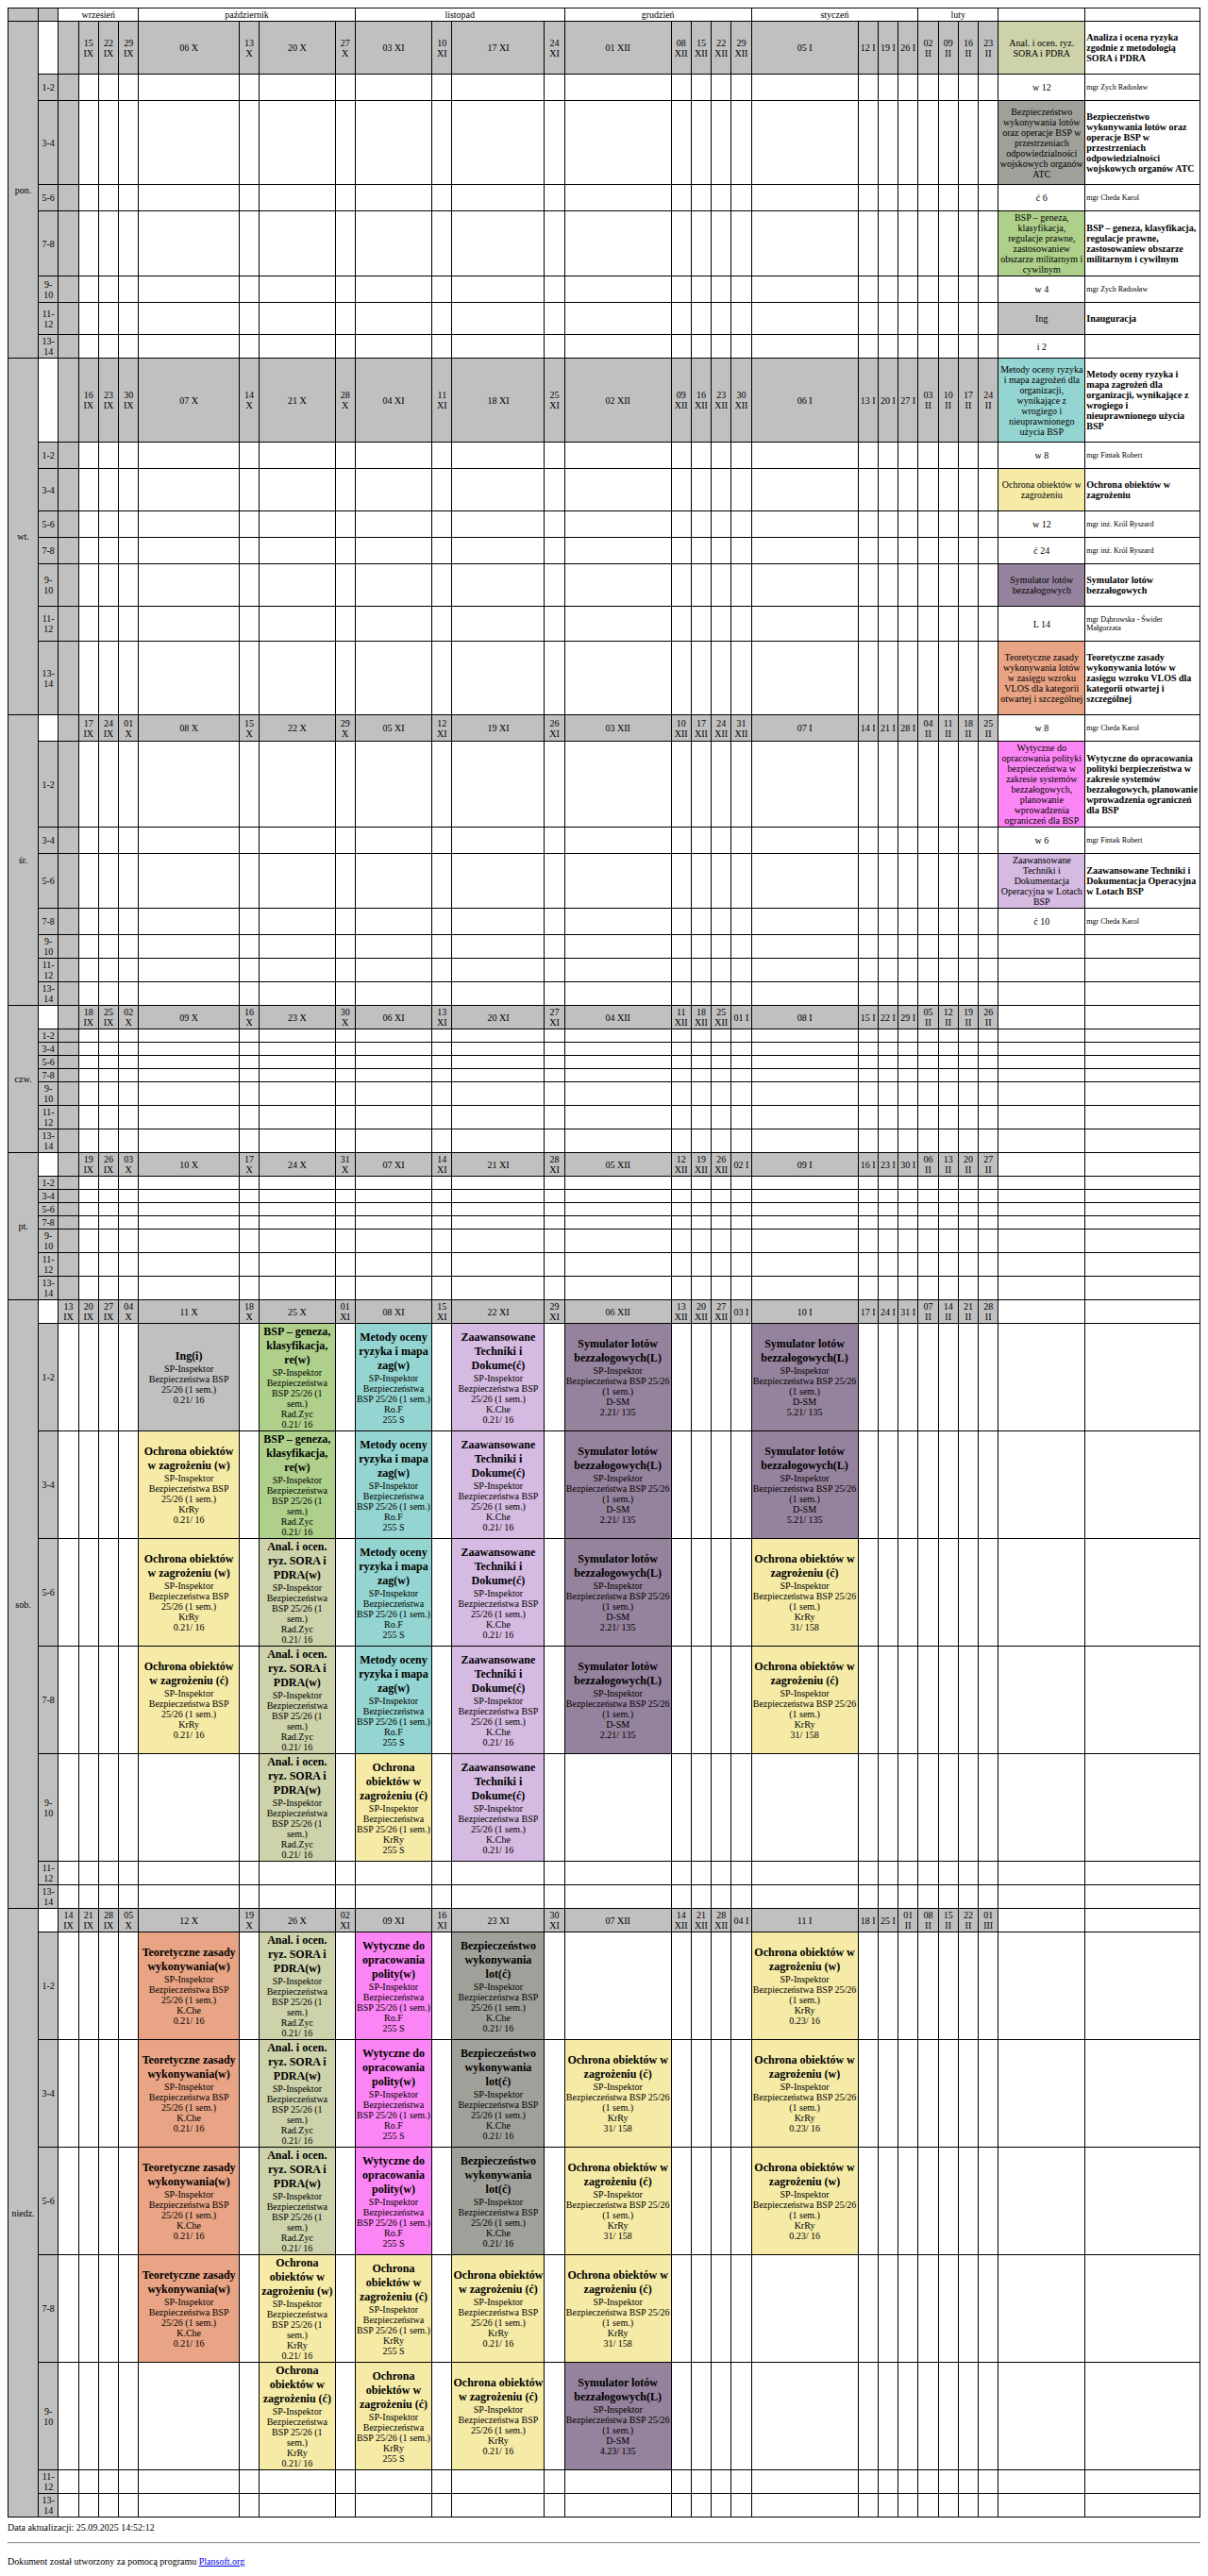 wrzesień październik listopad grudzień styczeń luty
pon. 15 IX 22 IX 29 IX 06 X 13 X 20 X 27 X 03 XI 10 XI 17 XI 24 XI 01 XII 08 XII 15 XII 22 XII 29 XII 05 I 12 I 19 I 26 I 02 II 09 II 16 II 23 II Anal. i ocen. ryz. SORA i PDRA Analiza i ocena ryzyka zgodnie z metodologią SORA i PDRA
1-2 w 12 mgr Zych Radosław
3-4 Bezpieczeństwo wykonywania lotów oraz operacje BSP w przestrzeniach odpowiedzialności wojskowych organów ATC Bezpieczeństwo wykonywania lotów oraz operacje BSP w przestrzeniach odpowiedzialności wojskowych organów ATC
5-6 ć 6 mgr Cheda Karol
7-8 BSP – geneza, klasyfikacja, regulacje prawne, zastosowaniew obszarze militarnym i cywilnym BSP – geneza, klasyfikacja, regulacje prawne, zastosowaniew obszarze militarnym i cywilnym
9-10 w 4 mgr Zych Radosław
11-12 Ing Inauguracja
13-14 i 2
wt. 16 IX 23 IX 30 IX 07 X 14 X 21 X 28 X 04 XI 11 XI 18 XI 25 XI 02 XII 09 XII 16 XII 23 XII 30 XII 06 I 13 I 20 I 27 I 03 II 10 II 17 II 24 II Metody oceny ryzyka i mapa zagrożeń dla organizacji, wynikające z wrogiego i nieuprawnionego użycia BSP Metody oceny ryzyka i mapa zagrożeń dla organizacji, wynikające z wrogiego i nieuprawnionego użycia BSP
1-2 w 8 mgr Fintak Robert
3-4 Ochrona obiektów w zagrożeniu Ochrona obiektów w zagrożeniu
5-6 w 12 mgr inż. Król Ryszard
7-8 ć 24 mgr inż. Król Ryszard
9-10 Symulator lotów bezzałogowych Symulator lotów bezzałogowych
11-12 L 14 mgr Dąbrowska - Świder Małgorzata
13-14 Teoretyczne zasady wykonywania lotów w zasięgu wzroku VLOS dla kategorii otwartej i szczególnej Teoretyczne zasady wykonywania lotów w zasięgu wzroku VLOS dla kategorii otwartej i szczególnej
śr. 17 IX 24 IX 01 X 08 X 15 X 22 X 29 X 05 XI 12 XI 19 XI 26 XI 03 XII 10 XII 17 XII 24 XII 31 XII 07 I 14 I 21 I 28 I 04 II 11 II 18 II 25 II w 8 mgr Cheda Karol
1-2 Wytyczne do opracowania polityki bezpieczeństwa w zakresie systemów bezzałogowych, planowanie wprowadzenia ograniczeń dla BSP Wytyczne do opracowania polityki bezpieczeństwa w zakresie systemów bezzałogowych, planowanie wprowadzenia ograniczeń dla BSP
3-4 w 6 mgr Fintak Robert
5-6 Zaawansowane Techniki i Dokumentacja Operacyjna w Lotach BSP Zaawansowane Techniki i Dokumentacja Operacyjna w Lotach BSP
7-8 ć 10 mgr Cheda Karol
9-10
11-12
13-14
czw. 18 IX 25 IX 02 X 09 X 16 X 23 X 30 X 06 XI 13 XI 20 XI 27 XI 04 XII 11 XII 18 XII 25 XII 01 I 08 I 15 I 22 I 29 I 05 II 12 II 19 II 26 II
1-2
3-4
5-6
7-8
9-10
11-12
13-14
pt. 19 IX 26 IX 03 X 10 X 17 X 24 X 31 X 07 XI 14 XI 21 XI 28 XI 05 XII 12 XII 19 XII 26 XII 02 I 09 I 16 I 23 I 30 I 06 II 13 II 20 II 27 II
1-2
3-4
5-6
7-8
9-10
11-12
13-14
sob. 13 IX 20 IX 27 IX 04 X 11 X 18 X 25 X 01 XI 08 XI 15 XI 22 XI 29 XI 06 XII 13 XII 20 XII 27 XII 03 I 10 I 17 I 24 I 31 I 07 II 14 II 21 II 28 II
1-2 Ing(i) SP-Inspektor Bezpieczeństwa BSP 25/26 (1 sem.) 0.21/ 16 BSP – geneza, klasyfikacja, re(w) SP-Inspektor Bezpieczeństwa BSP 25/26 (1 sem.) Rad.Zyc 0.21/ 16 Metody oceny ryzyka i mapa zag(w) SP-Inspektor Bezpieczeństwa BSP 25/26 (1 sem.) Ro.F 255 S Zaawansowane Techniki i Dokume(ć) SP-Inspektor Bezpieczeństwa BSP 25/26 (1 sem.) K.Che 0.21/ 16 Symulator lotów bezzałogowych(L) SP-Inspektor Bezpieczeństwa BSP 25/26 (1 sem.) D-SM 2.21/ 135 Symulator lotów bezzałogowych(L) SP-Inspektor Bezpieczeństwa BSP 25/26 (1 sem.) D-SM 5.21/ 135
3-4 Ochrona obiektów w zagrożeniu (w) SP-Inspektor Bezpieczeństwa BSP 25/26 (1 sem.) KrRy 0.21/ 16 BSP – geneza, klasyfikacja, re(w) SP-Inspektor Bezpieczeństwa BSP 25/26 (1 sem.) Rad.Zyc 0.21/ 16 Metody oceny ryzyka i mapa zag(w) SP-Inspektor Bezpieczeństwa BSP 25/26 (1 sem.) Ro.F 255 S Zaawansowane Techniki i Dokume(ć) SP-Inspektor Bezpieczeństwa BSP 25/26 (1 sem.) K.Che 0.21/ 16 Symulator lotów bezzałogowych(L) SP-Inspektor Bezpieczeństwa BSP 25/26 (1 sem.) D-SM 2.21/ 135 Symulator lotów bezzałogowych(L) SP-Inspektor Bezpieczeństwa BSP 25/26 (1 sem.) D-SM 5.21/ 135
5-6 Ochrona obiektów w zagrożeniu (w) SP-Inspektor Bezpieczeństwa BSP 25/26 (1 sem.) KrRy 0.21/ 16 Anal. i ocen. ryz. SORA i PDRA(w) SP-Inspektor Bezpieczeństwa BSP 25/26 (1 sem.) Rad.Zyc 0.21/ 16 Metody oceny ryzyka i mapa zag(w) SP-Inspektor Bezpieczeństwa BSP 25/26 (1 sem.) Ro.F 255 S Zaawansowane Techniki i Dokume(ć) SP-Inspektor Bezpieczeństwa BSP 25/26 (1 sem.) K.Che 0.21/ 16 Symulator lotów bezzałogowych(L) SP-Inspektor Bezpieczeństwa BSP 25/26 (1 sem.) D-SM 2.21/ 135 Ochrona obiektów w zagrożeniu (ć) SP-Inspektor Bezpieczeństwa BSP 25/26 (1 sem.) KrRy 31/ 158
7-8 Ochrona obiektów w zagrożeniu (ć) SP-Inspektor Bezpieczeństwa BSP 25/26 (1 sem.) KrRy 0.21/ 16 Anal. i ocen. ryz. SORA i PDRA(w) SP-Inspektor Bezpieczeństwa BSP 25/26 (1 sem.) Rad.Zyc 0.21/ 16 Metody oceny ryzyka i mapa zag(w) SP-Inspektor Bezpieczeństwa BSP 25/26 (1 sem.) Ro.F 255 S Zaawansowane Techniki i Dokume(ć) SP-Inspektor Bezpieczeństwa BSP 25/26 (1 sem.) K.Che 0.21/ 16 Symulator lotów bezzałogowych(L) SP-Inspektor Bezpieczeństwa BSP 25/26 (1 sem.) D-SM 2.21/ 135 Ochrona obiektów w zagrożeniu (ć) SP-Inspektor Bezpieczeństwa BSP 25/26 (1 sem.) KrRy 31/ 158
9-10 Anal. i ocen. ryz. SORA i PDRA(w) SP-Inspektor Bezpieczeństwa BSP 25/26 (1 sem.) Rad.Zyc 0.21/ 16 Ochrona obiektów w zagrożeniu (ć) SP-Inspektor Bezpieczeństwa BSP 25/26 (1 sem.) KrRy 255 S Zaawansowane Techniki i Dokume(ć) SP-Inspektor Bezpieczeństwa BSP 25/26 (1 sem.) K.Che 0.21/ 16
11-12
13-14
niedz. 14 IX 21 IX 28 IX 05 X 12 X 19 X 26 X 02 XI 09 XI 16 XI 23 XI 30 XI 07 XII 14 XII 21 XII 28 XII 04 I 11 I 18 I 25 I 01 II 08 II 15 II 22 II 01 III
1-2 Teoretyczne zasady wykonywania(w) SP-Inspektor Bezpieczeństwa BSP 25/26 (1 sem.) K.Che 0.21/ 16 Anal. i ocen. ryz. SORA i PDRA(w) SP-Inspektor Bezpieczeństwa BSP 25/26 (1 sem.) Rad.Zyc 0.21/ 16 Wytyczne do opracowania polity(w) SP-Inspektor Bezpieczeństwa BSP 25/26 (1 sem.) Ro.F 255 S Bezpieczeństwo wykonywania lot(ć) SP-Inspektor Bezpieczeństwa BSP 25/26 (1 sem.) K.Che 0.21/ 16 Ochrona obiektów w zagrożeniu (w) SP-Inspektor Bezpieczeństwa BSP 25/26 (1 sem.) KrRy 0.23/ 16
3-4 Teoretyczne zasady wykonywania(w) SP-Inspektor Bezpieczeństwa BSP 25/26 (1 sem.) K.Che 0.21/ 16 Anal. i ocen. ryz. SORA i PDRA(w) SP-Inspektor Bezpieczeństwa BSP 25/26 (1 sem.) Rad.Zyc 0.21/ 16 Wytyczne do opracowania polity(w) SP-Inspektor Bezpieczeństwa BSP 25/26 (1 sem.) Ro.F 255 S Bezpieczeństwo wykonywania lot(ć) SP-Inspektor Bezpieczeństwa BSP 25/26 (1 sem.) K.Che 0.21/ 16 Ochrona obiektów w zagrożeniu (ć) SP-Inspektor Bezpieczeństwa BSP 25/26 (1 sem.) KrRy 31/ 158 Ochrona obiektów w zagrożeniu (w) SP-Inspektor Bezpieczeństwa BSP 25/26 (1 sem.) KrRy 0.23/ 16
5-6 Teoretyczne zasady wykonywania(w) SP-Inspektor Bezpieczeństwa BSP 25/26 (1 sem.) K.Che 0.21/ 16 Anal. i ocen. ryz. SORA i PDRA(w) SP-Inspektor Bezpieczeństwa BSP 25/26 (1 sem.) Rad.Zyc 0.21/ 16 Wytyczne do opracowania polity(w) SP-Inspektor Bezpieczeństwa BSP 25/26 (1 sem.) Ro.F 255 S Bezpieczeństwo wykonywania lot(ć) SP-Inspektor Bezpieczeństwa BSP 25/26 (1 sem.) K.Che 0.21/ 16 Ochrona obiektów w zagrożeniu (ć) SP-Inspektor Bezpieczeństwa BSP 25/26 (1 sem.) KrRy 31/ 158 Ochrona obiektów w zagrożeniu (w) SP-Inspektor Bezpieczeństwa BSP 25/26 (1 sem.) KrRy 0.23/ 16
7-8 Teoretyczne zasady wykonywania(w) SP-Inspektor Bezpieczeństwa BSP 25/26 (1 sem.) K.Che 0.21/ 16 Ochrona obiektów w zagrożeniu (w) SP-Inspektor Bezpieczeństwa BSP 25/26 (1 sem.) KrRy 0.21/ 16 Ochrona obiektów w zagrożeniu (ć) SP-Inspektor Bezpieczeństwa BSP 25/26 (1 sem.) KrRy 255 S Ochrona obiektów w zagrożeniu (ć) SP-Inspektor Bezpieczeństwa BSP 25/26 (1 sem.) KrRy 0.21/ 16 Ochrona obiektów w zagrożeniu (ć) SP-Inspektor Bezpieczeństwa BSP 25/26 (1 sem.) KrRy 31/ 158
9-10 Ochrona obiektów w zagrożeniu (ć) SP-Inspektor Bezpieczeństwa BSP 25/26 (1 sem.) KrRy 0.21/ 16 Ochrona obiektów w zagrożeniu (ć) SP-Inspektor Bezpieczeństwa BSP 25/26 (1 sem.) KrRy 255 S Ochrona obiektów w zagrożeniu (ć) SP-Inspektor Bezpieczeństwa BSP 25/26 (1 sem.) KrRy 0.21/ 16 Symulator lotów bezzałogowych(L) SP-Inspektor Bezpieczeństwa BSP 25/26 (1 sem.) D-SM 4.23/ 135
11-12
13-14
Data aktualizacji: 25.09.2025 14:52:12
Dokument został utworzony za pomocą programu Plansoft.org